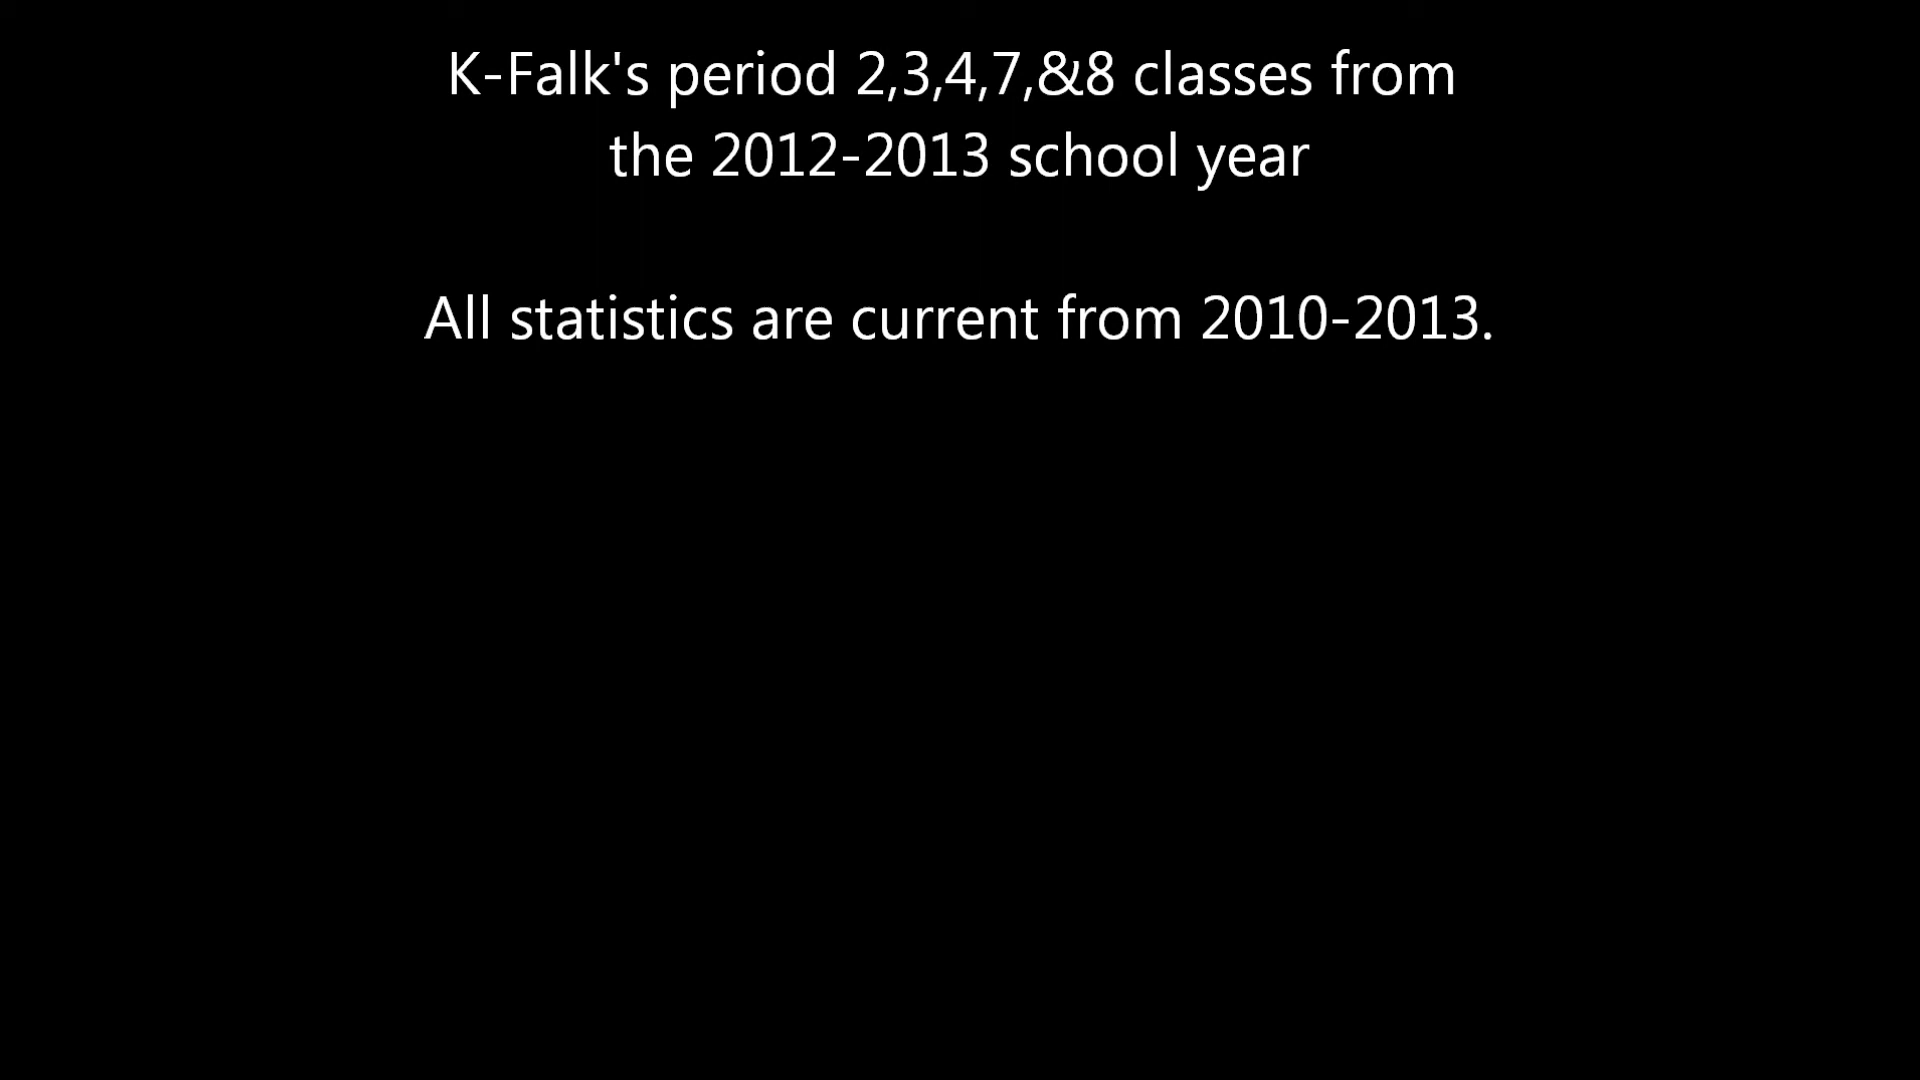 K-Falk's period 2,3,4,7,&8 classes from
the 2012-2013 school year
All statistics are current from 2010-2013.